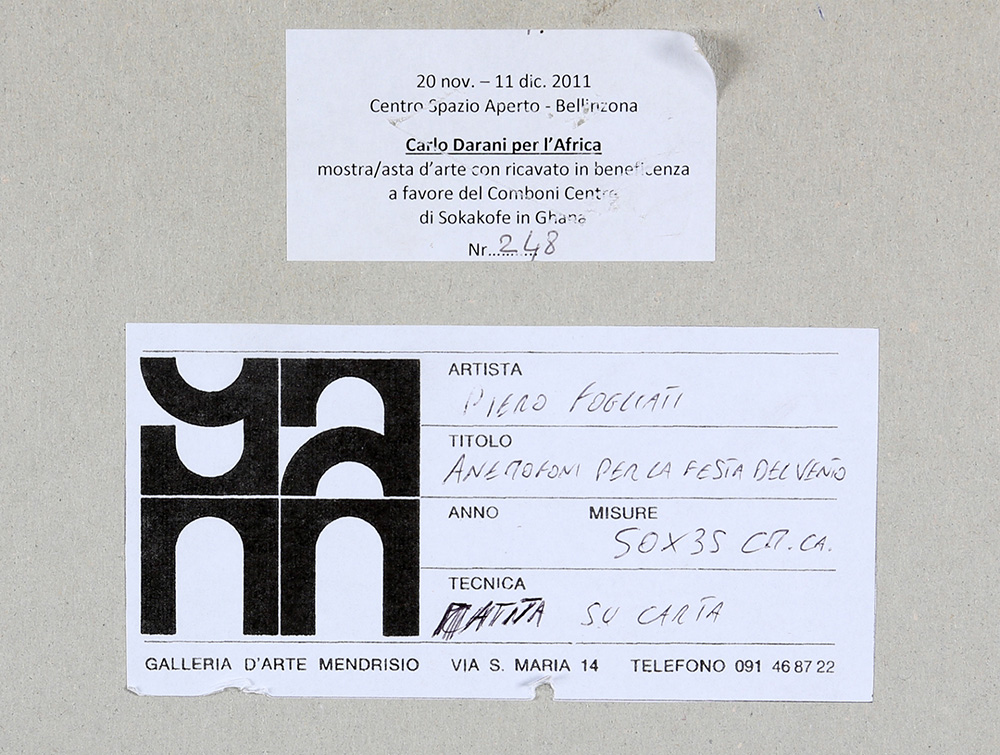 20 nov. – 11 dic. 2011
Centro Spazio Aperto - Bellinzona
Carlo Darani per l'Africa
mostra/asta d'arte con ricavato in beneficenza
a favore del Comboni Centre
di Sokakofe in Ghana
Nr. 248
gann
ARTISTA
PIERO FOGLIATI
TITOLO
ANEMOFONI PER LA FESTA DEL VENTO
ANNO MISURE
50X35 CM.CA.
TECNICA
MATITA SU CARTA
GALLERIA D'ARTE MENDRISIO VIA S. MARIA 14 TELEFONO 091 46 87 22